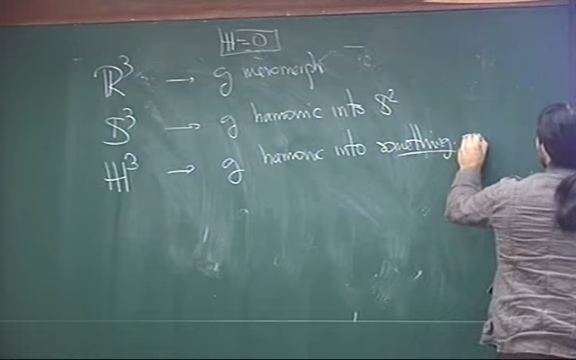 H=0
ℝ³ → g meromorph
𝕊³ → g harmonic into 𝕊²
ℍ³ → g harmonic into something.